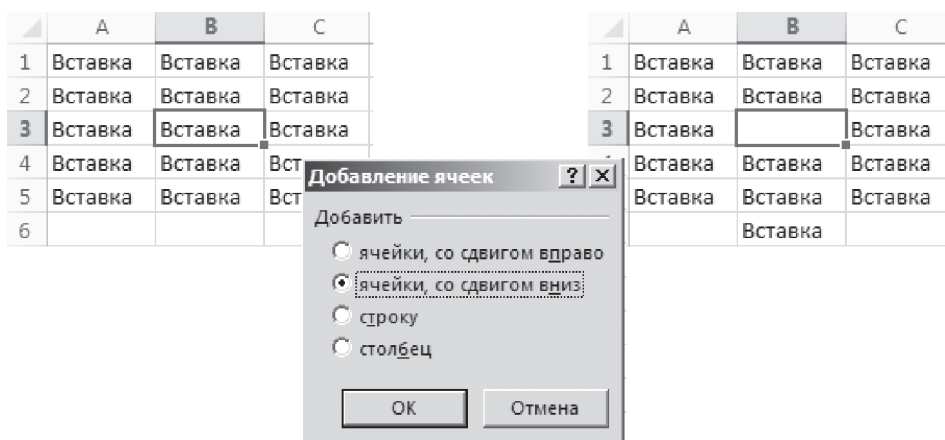 A B C
1 Вставка Вставка Вставка
2 Вставка Вставка Вставка
3 Вставка Вставка Вставка
4 Вставка Вставка Вст
5 Вставка Вставка Вст
6
Добавление ячеек ? X
Добавить
ячейки, со сдвигом вправо
ячейки, со сдвигом вниз
строку
столбец
ОК Отмена
A B C
1 Вставка Вставка Вставка
2 Вставка Вставка Вставка
3 Вставка Вставка
Вставка Вставка Вставка
Вставка Вставка Вставка
Вставка